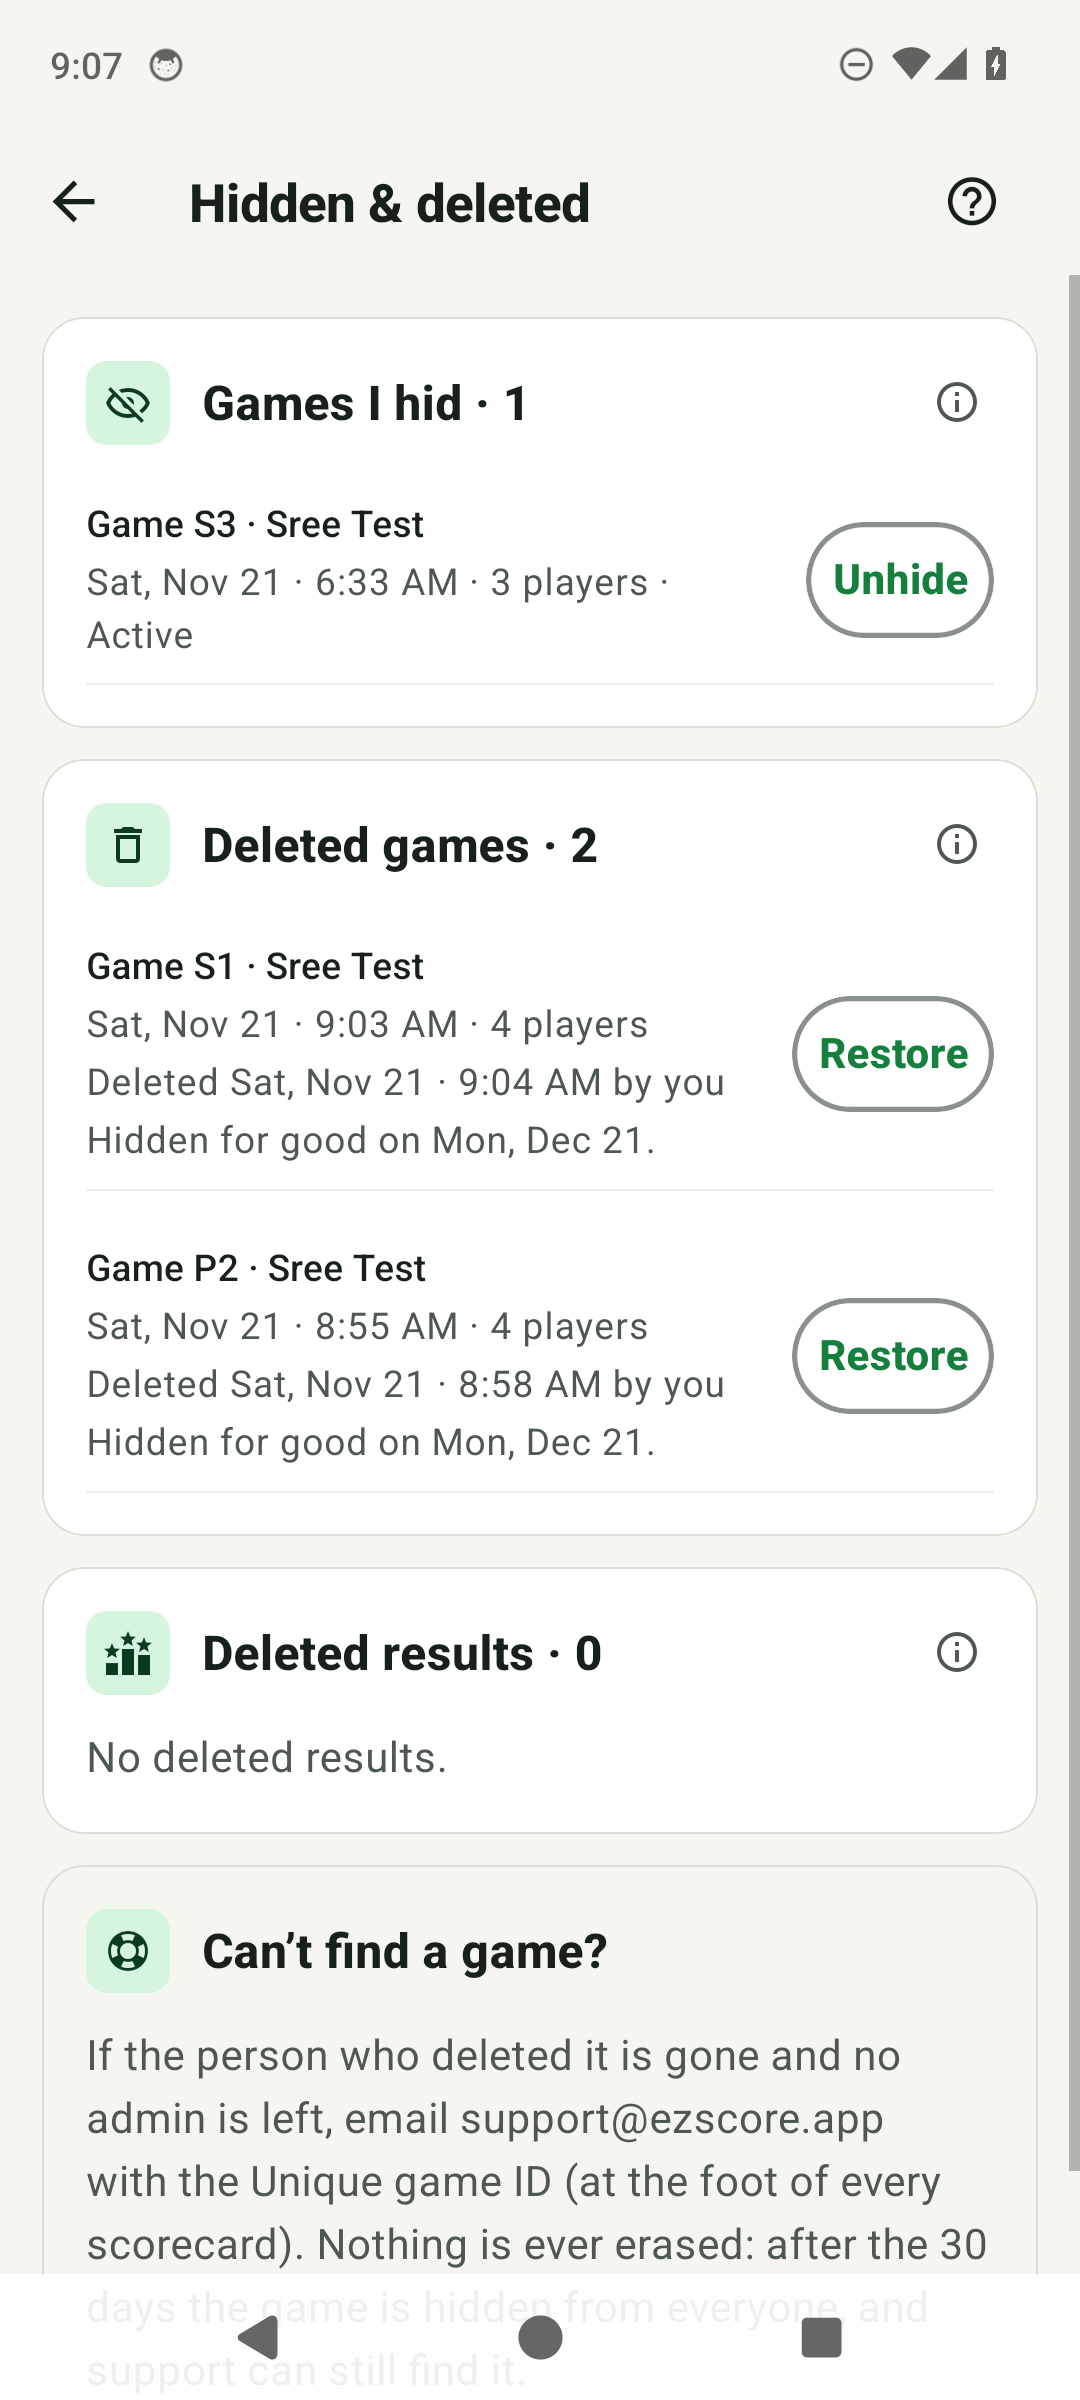 9:07
Hidden & deleted
Games I hid · 1
Game S3 · Sree Test
Sat, Nov 21 · 6:33 AM · 3 players ·
Active
Unhide
Deleted games · 2
Game S1 · Sree Test
Sat, Nov 21 · 9:03 AM · 4 players
Deleted Sat, Nov 21 · 9:04 AM by you
Hidden for good on Mon, Dec 21.
Restore
Game P2 · Sree Test
Sat, Nov 21 · 8:55 AM · 4 players
Deleted Sat, Nov 21 · 8:58 AM by you
Hidden for good on Mon, Dec 21.
Restore
Deleted results · 0
No deleted results.
Can’t find a game?
If the person who deleted it is gone and no
admin is left, email support@ezscore.app
with the Unique game ID (at the foot of every
scorecard). Nothing is ever erased: after the 30
days the game is hidden from everyone, and
support can still find it.